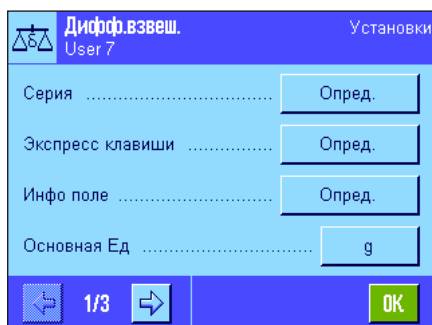 Дифф.взвеш.
Установки
User 7
Серия ................................ Опред.
Экспресс клавиши ............... Опред.
Инфо поле ........................... Опред.
Основная Ед ............................. g
1/3
OK